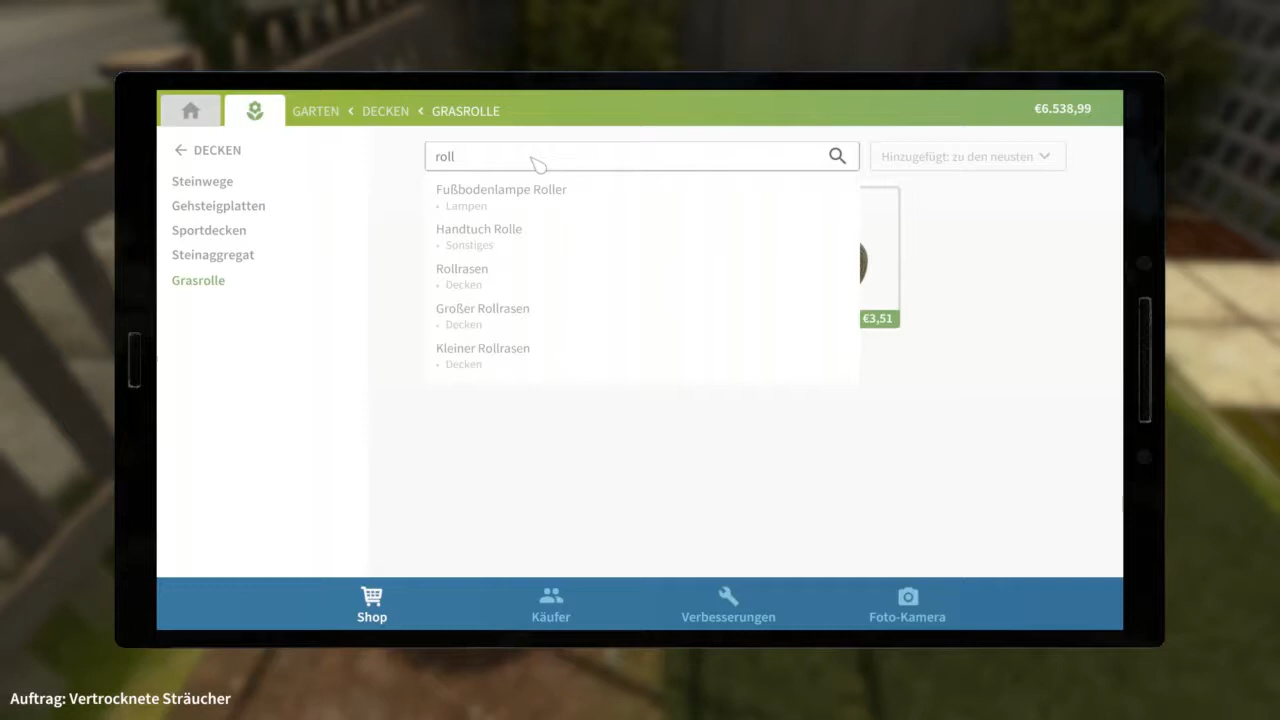 GARTEN < DECKEN < GRASROLLE
€6.538,99
DECKEN
Steinwege
Gehsteigplatten
Sportdecken
Steinaggregat
Grasrolle
roll
Hinzugefügt: zu den neusten
Fußbodenlampe Roller
• Lampen
Handtuch Rolle
• Sonstiges
Rollrasen
• Decken
Großer Rollrasen
• Decken
Kleiner Rollrasen
• Decken
€3,51
Shop
Käufer
Verbesserungen
Foto-Kamera
Auftrag: Vertrocknete Sträucher